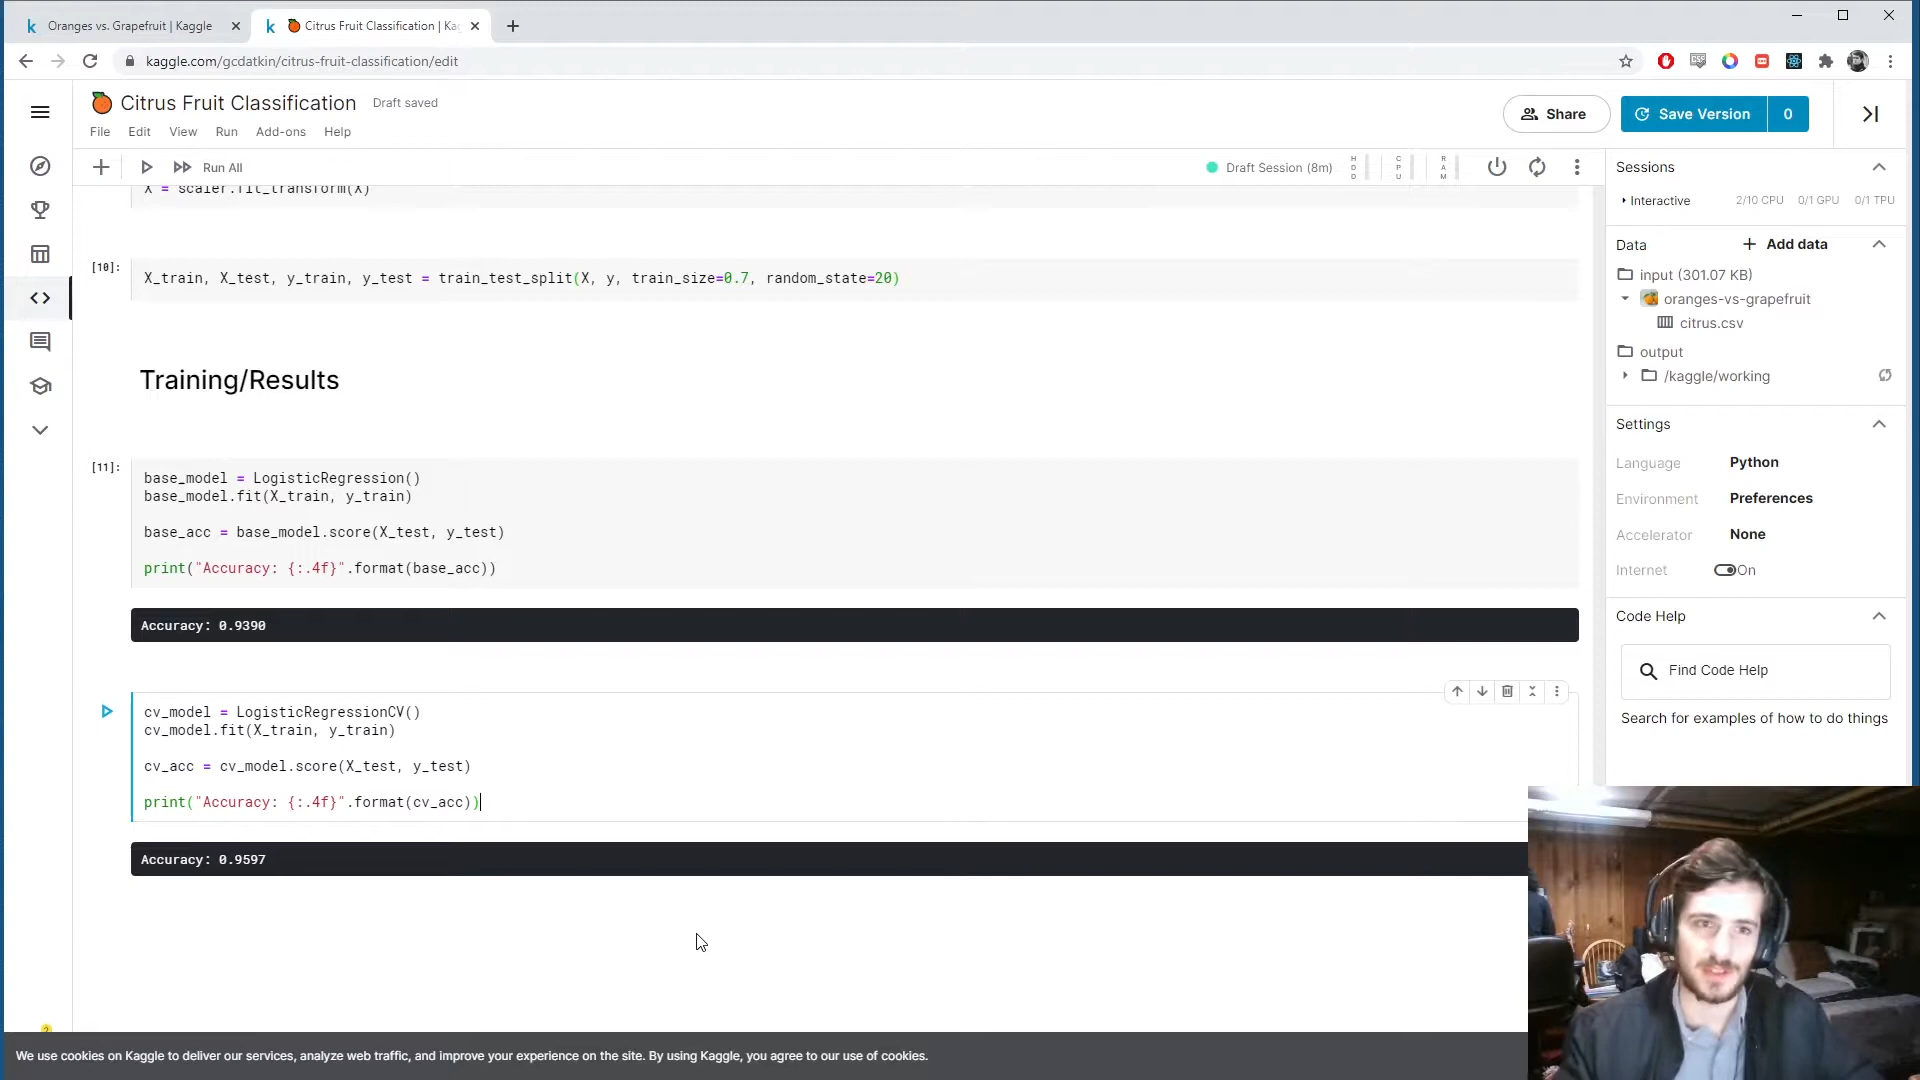 Oranges vs. Grapefruit | Kaggle
Citrus Fruit Classification | Ka
kaggle.com/gcdatkin/citrus-fruit-classification/edit
Citrus Fruit Classification
Draft saved
File Edit View Run Add-ons Help
Share
Save Version 0
Run All
Draft Session (8m)
HDD
CPU
RAM
X = scaler.fit_transform(X)
[10]:
X_train, X_test, y_train, y_test = train_test_split(X, y, train_size=0.7, random_state=20)
Training/Results
[11]:
base_model = LogisticRegression()
base_model.fit(X_train, y_train)
base_acc = base_model.score(X_test, y_test)
print("Accuracy: {:.4f}".format(base_acc))
Accuracy: 0.9390
cv_model = LogisticRegressionCV()
cv_model.fit(X_train, y_train)
cv_acc = cv_model.score(X_test, y_test)
print("Accuracy: {:.4f}".format(cv_acc))
Accuracy: 0.9597
Sessions
Interactive 2/10 CPU 0/1 GPU 0/1 TPU
Data
Add data
input (301.07 KB)
oranges-vs-grapefruit
citrus.csv
output
/kaggle/working
Settings
Language Python
Environment Preferences
Accelerator None
Internet On
Code Help
Find Code Help
Search for examples of how to do things
We use cookies on Kaggle to deliver our services, analyze web traffic, and improve your experience on the site. By using Kaggle, you agree to our use of cookies.